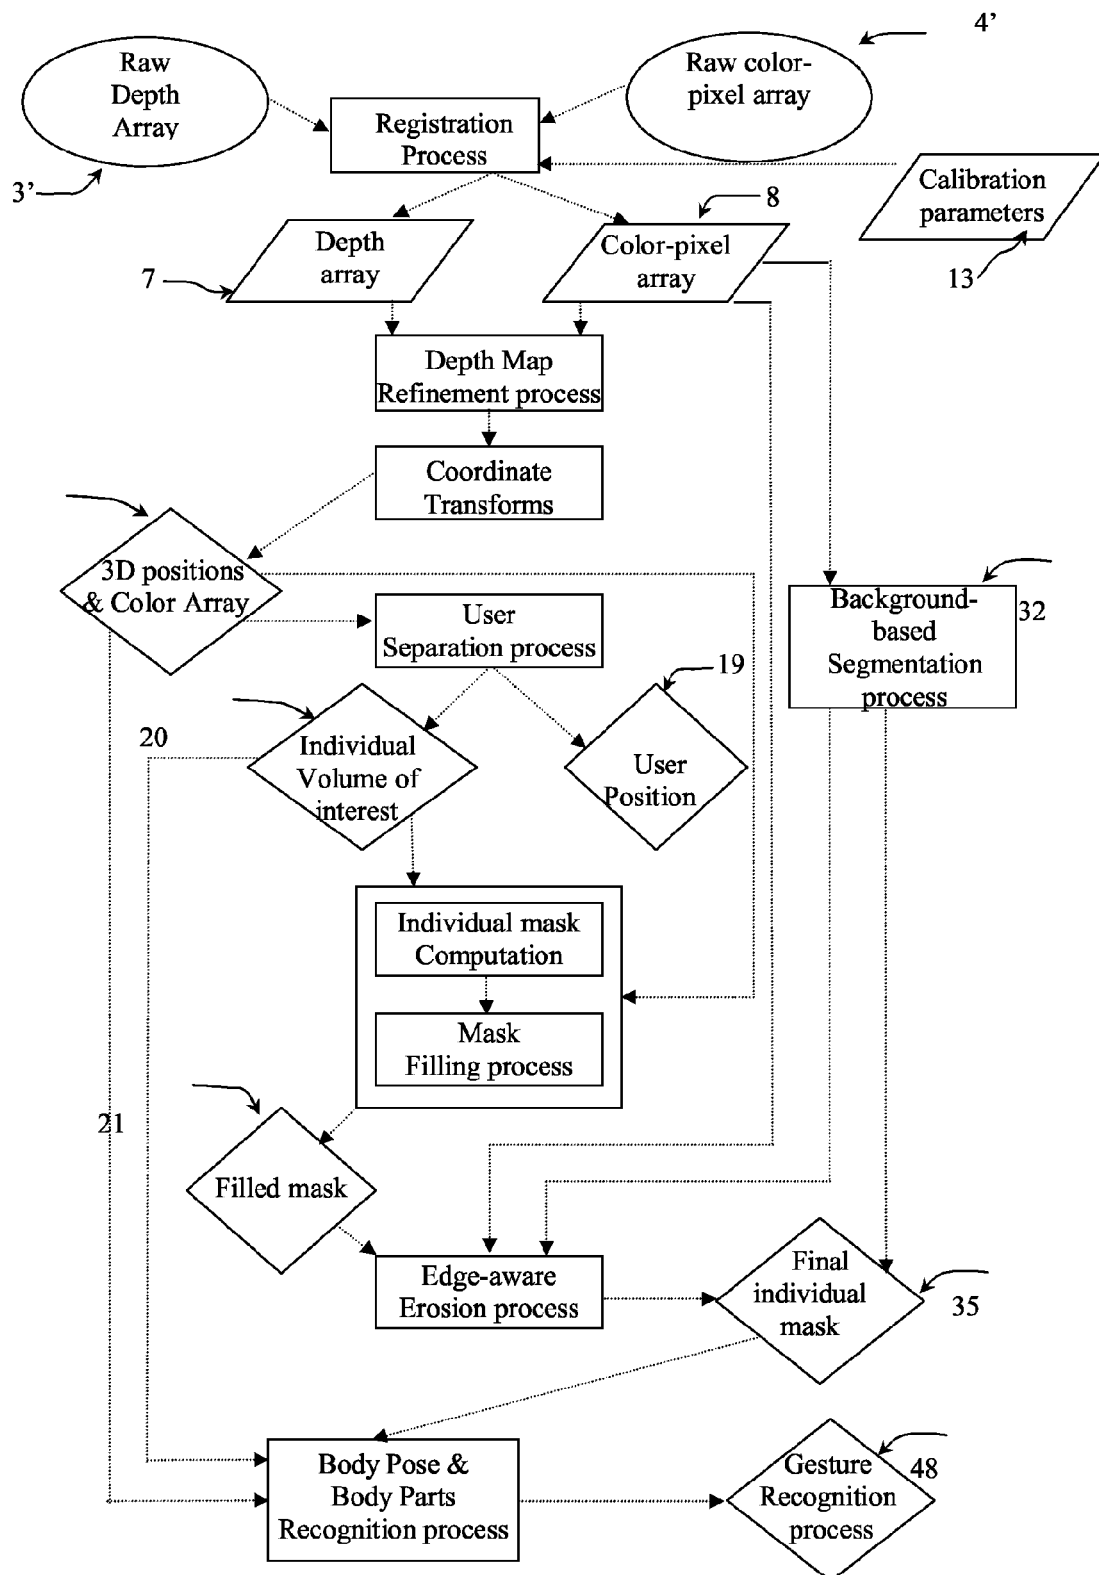 4’
Raw
Depth
Array
Raw color-
pixel array
Registration
Process
3’
Calibration
parameters
8
Depth
array
Color-pixel
array
7
13
Depth Map
Refinement process
Coordinate
Transforms
3D positions
& Color Array
User
Separation process
Background-
based
Segmentation
process
32
19
20
Individual
Volume of
interest
User
Position
Individual mask
Computation
Mask
Filling process
21
Filled mask
Edge-aware
Erosion process
Final
individual
mask
35
Body Pose &
Body Parts
Recognition process
Gesture
Recognition
process
48